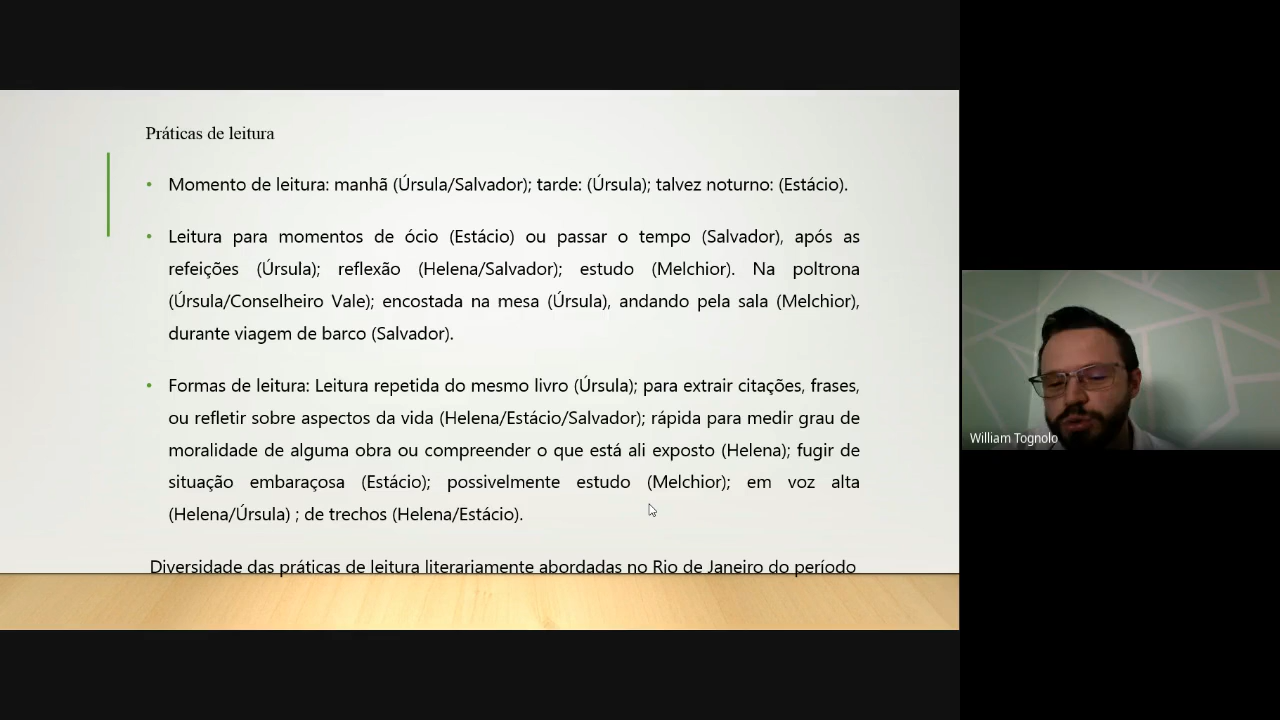 Práticas de leitura
• Momento de leitura: manhã (Úrsula/Salvador); tarde: (Úrsula); talvez noturno: (Estácio).
• Leitura para momentos de ócio (Estácio) ou passar o tempo (Salvador), após as
refeições (Úrsula); reflexão (Helena/Salvador); estudo (Melchior). Na poltrona
(Úrsula/Conselheiro Vale); encostada na mesa (Úrsula), andando pela sala (Melchior),
durante viagem de barco (Salvador).
• Formas de leitura: Leitura repetida do mesmo livro (Úrsula); para extrair citações, frases,
ou refletir sobre aspectos da vida (Helena/Estácio/Salvador); rápida para medir grau de
moralidade de alguma obra ou compreender o que está ali exposto (Helena); fugir de
situação embaraçosa (Estácio); possivelmente estudo (Melchior); em voz alta
(Helena/Úrsula) ; de trechos (Helena/Estácio).
Diversidade das práticas de leitura literariamente abordadas no Rio de Janeiro do período
William Tognolo